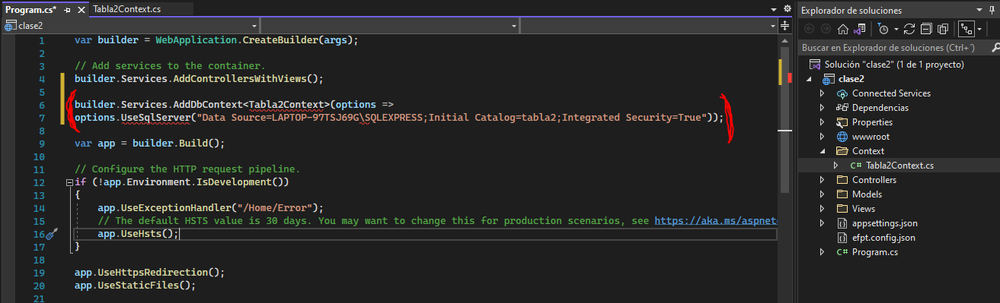 Program.cs*
Tabla2Context.cs
clase2
1 var builder = WebApplication.CreateBuilder(args);
2
3 // Add services to the container.
4 builder.Services.AddControllersWithViews();
5
6 builder.Services.AddDbContext<Tabla2Context>(options =>
7 options.UseSqlServer("Data Source=LAPTOP-97TSJ69G\SQLEXPRESS;Initial Catalog=tabla2;Integrated Security=True"));
8
9 var app = builder.Build();
10
11 // Configure the HTTP request pipeline.
12 if (!app.Environment.IsDevelopment())
13 {
14 app.UseExceptionHandler("/Home/Error");
15 // The default HSTS value is 30 days. You may want to change this for production scenarios, see https://aka.ms/aspnetc
16 app.UseHsts();
17 }
18
19 app.UseHttpsRedirection();
20 app.UseStaticFiles();
21
Explorador de soluciones
Buscar en Explorador de soluciones (Ctrl+´)
Solución "clase2" (1 de 1 proyecto)
clase2
Connected Services
Dependencias
Properties
wwwroot
Context
C# Tabla2Context.cs
Controllers
Models
Views
appsettings.json
efpt.config.json
C# Program.cs